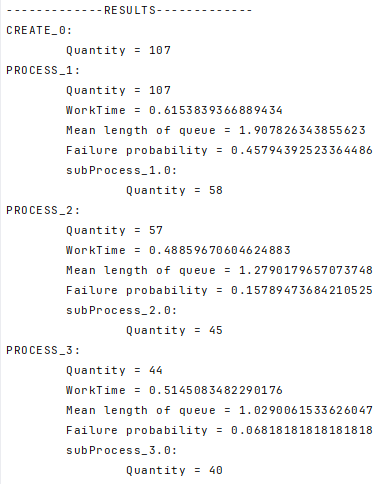 -------------RESULTS-------------
CREATE_0:
Quantity = 107
PROCESS_1:
Quantity = 107
WorkTime = 0.6153839366889434
Mean length of queue = 1.907826343855623
Failure probability = 0.45794392523364486
subProcess_1.0:
Quantity = 58
PROCESS_2:
Quantity = 57
WorkTime = 0.48859670604624883
Mean length of queue = 1.2790179657073748
Failure probability = 0.15789473684210525
subProcess_2.0:
Quantity = 45
PROCESS_3:
Quantity = 44
WorkTime = 0.5145083482290176
Mean length of queue = 1.0290061533626047
Failure probability = 0.06818181818181818
subProcess_3.0:
Quantity = 40